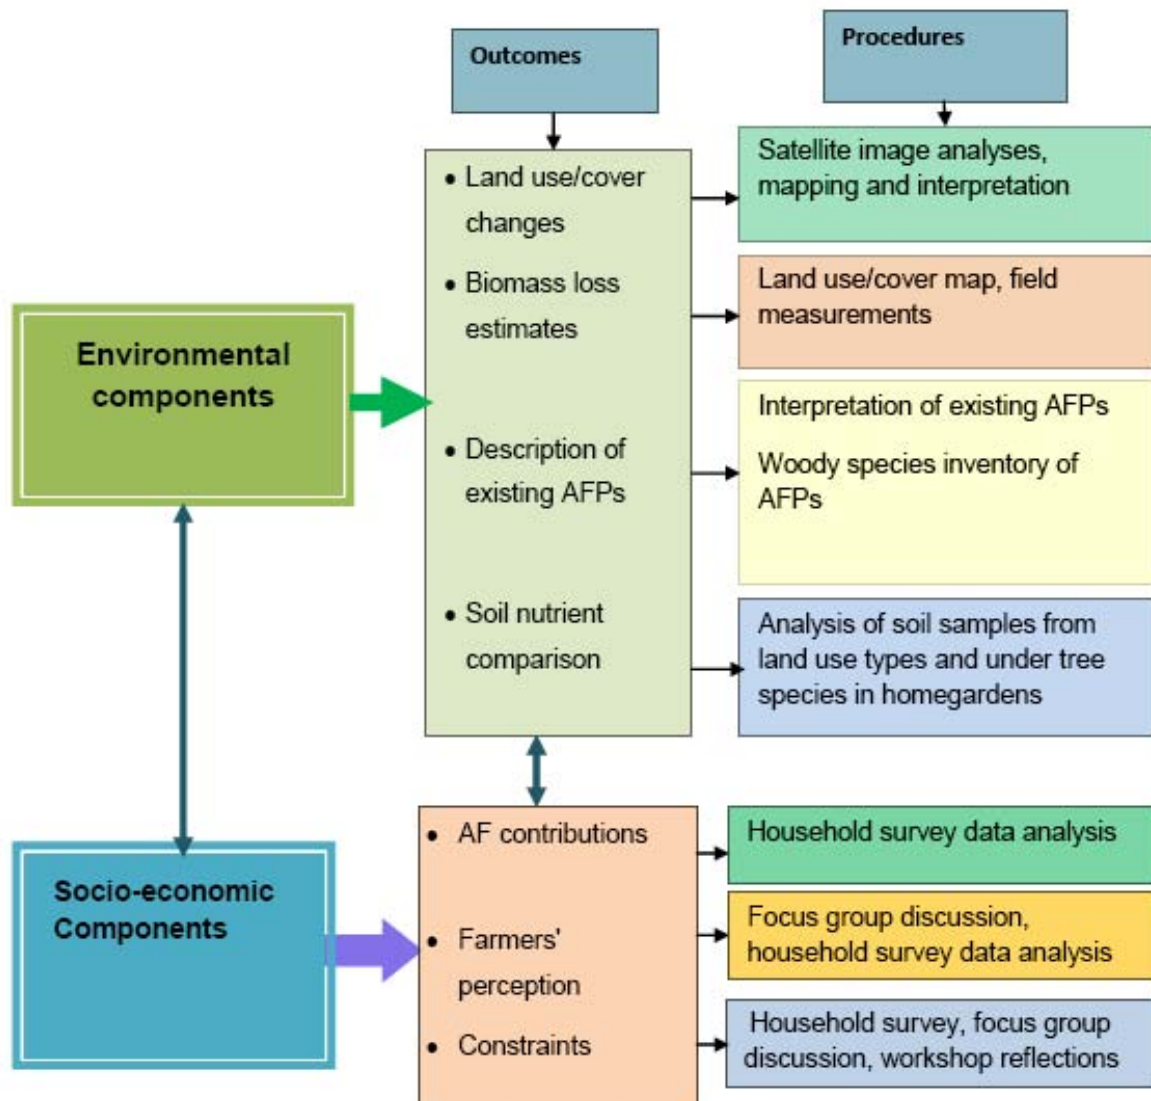 Outcomes
Procedures
Environmental
components
• Land use/cover
changes
• Biomass loss
estimates
• Description of
existing AFPs
• Soil nutrient
comparison
Satellite image analyses,
mapping and interpretation
Land use/cover map, field
measurements
Interpretation of existing AFPs
Woody species inventory of
AFPs
Analysis of soil samples from
land use types and under tree
species in homegardens
Socio-economic
Components
• AF contributions
• Farmers'
perception
• Constraints
Household survey data analysis
Focus group discussion,
household survey data analysis
Household survey, focus group
discussion, workshop reflections